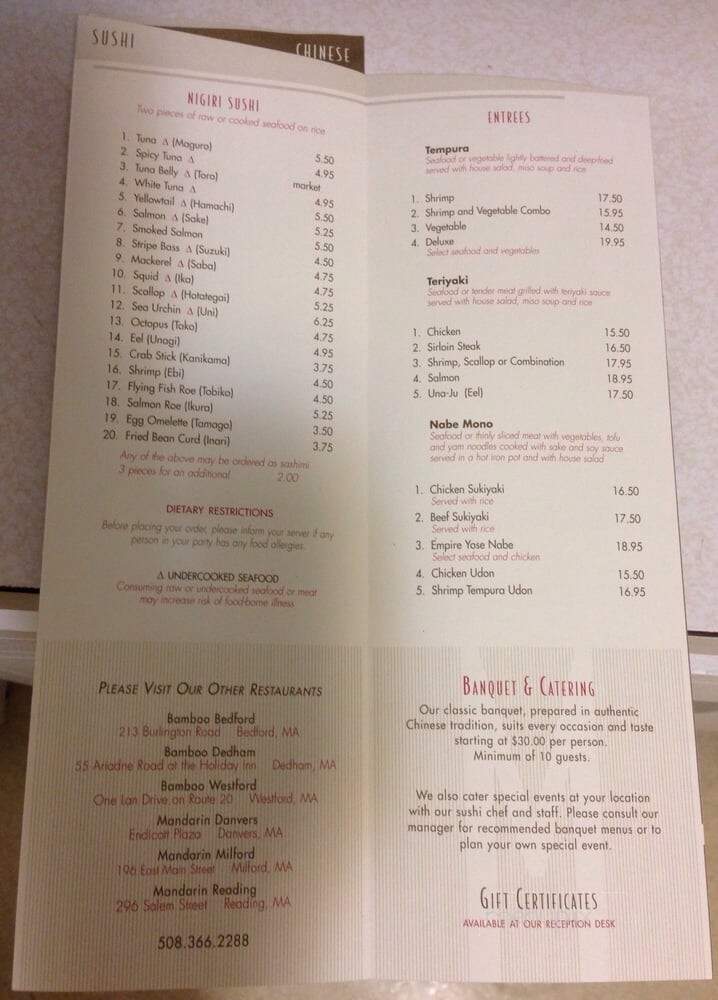 SUSHI
CHINESE
NIGIRI SUSHI
Two pieces of raw or cooked seafood on rice
1. Tuna Δ (Maguro) 5.50
2. Spicy Tuna Δ 4.95
3. Tuna Belly Δ (Toro) market
4. White Tuna Δ 4.95
5. Yellowtail Δ (Hamachi) 5.50
6. Salmon Δ (Sake) 5.25
7. Smoked Salmon 5.50
8. Stripe Bass Δ (Suzuki) 4.50
9. Mackerel Δ (Saba) 4.75
10. Squid Δ (Ika) 4.75
11. Scallop Δ (Hotategai) 5.25
12. Sea Urchin Δ (Uni) 6.25
13. Octopus (Tako) 4.75
14. Eel (Unagi) 4.95
15. Crab Stick (Kanikama) 3.75
16. Shrimp (Ebi) 4.50
17. Flying Fish Roe (Tobiko) 4.50
18. Salmon Roe (Ikura) 5.25
19. Egg Omelette (Tamago) 3.50
20. Fried Bean Curd (Inari) 3.75
Any of the above may be ordered as sashimi
3 pieces for an additional 2.00
DIETARY RESTRICTIONS
Before placing your order, please inform your server if any
person in your party has any food allergies.
Δ UNDERCOOKED SEAFOOD
Consuming raw or undercooked seafood or meat
may increase risk of food-borne illness
PLEASE VISIT OUR OTHER RESTAURANTS
Bamboo Bedford
213 Burlington Road Bedford, MA
Bamboo Dedham
55 Ariadne Road at the Holiday Inn Dedham, MA
Bamboo Westford
One Lan Drive on Route 20 Westford, MA
Mandarin Danvers
Endicott Plaza Danvers, MA
Mandarin Milford
196 East Main Street Milford, MA
Mandarin Reading
296 Salem Street Reading, MA
508.366.2288
ENTREES
Tempura
Seafood or vegetable lightly battered and deep-fried
served with house salad, miso soup and rice
1. Shrimp 17.50
2. Shrimp and Vegetable Combo 15.95
3. Vegetable 14.50
4. Deluxe 19.95
Select seafood and vegetables
Teriyaki
Seafood or tender meat grilled with teriyaki sauce
served with house salad, miso soup and rice
1. Chicken 15.50
2. Sirloin Steak 16.50
3. Shrimp, Scallop or Combination 17.95
4. Salmon 18.95
5. Una-Ju (Eel) 17.50
Nabe Mono
Seafood or thinly sliced meat with vegetables, tofu
and yam noodles cooked with sake and soy sauce
served in a hot iron pot and with house salad
1. Chicken Sukiyaki 16.50
Served with rice
2. Beef Sukiyaki 17.50
Served with rice
3. Empire Yose Nabe 18.95
Select seafood and chicken
4. Chicken Udon 15.50
5. Shrimp Tempura Udon 16.95
BANQUET & CATERING
Our classic banquet, prepared in authentic
Chinese tradition, suits every occasion and taste
starting at $30.00 per person.
Minimum of 10 guests.
We also cater special events at your location
with our sushi chef and staff. Please consult our
manager for recommended banquet menus or to
plan your own special event.
GIFT CERTIFICATES
AVAILABLE AT OUR RECEPTION DESK